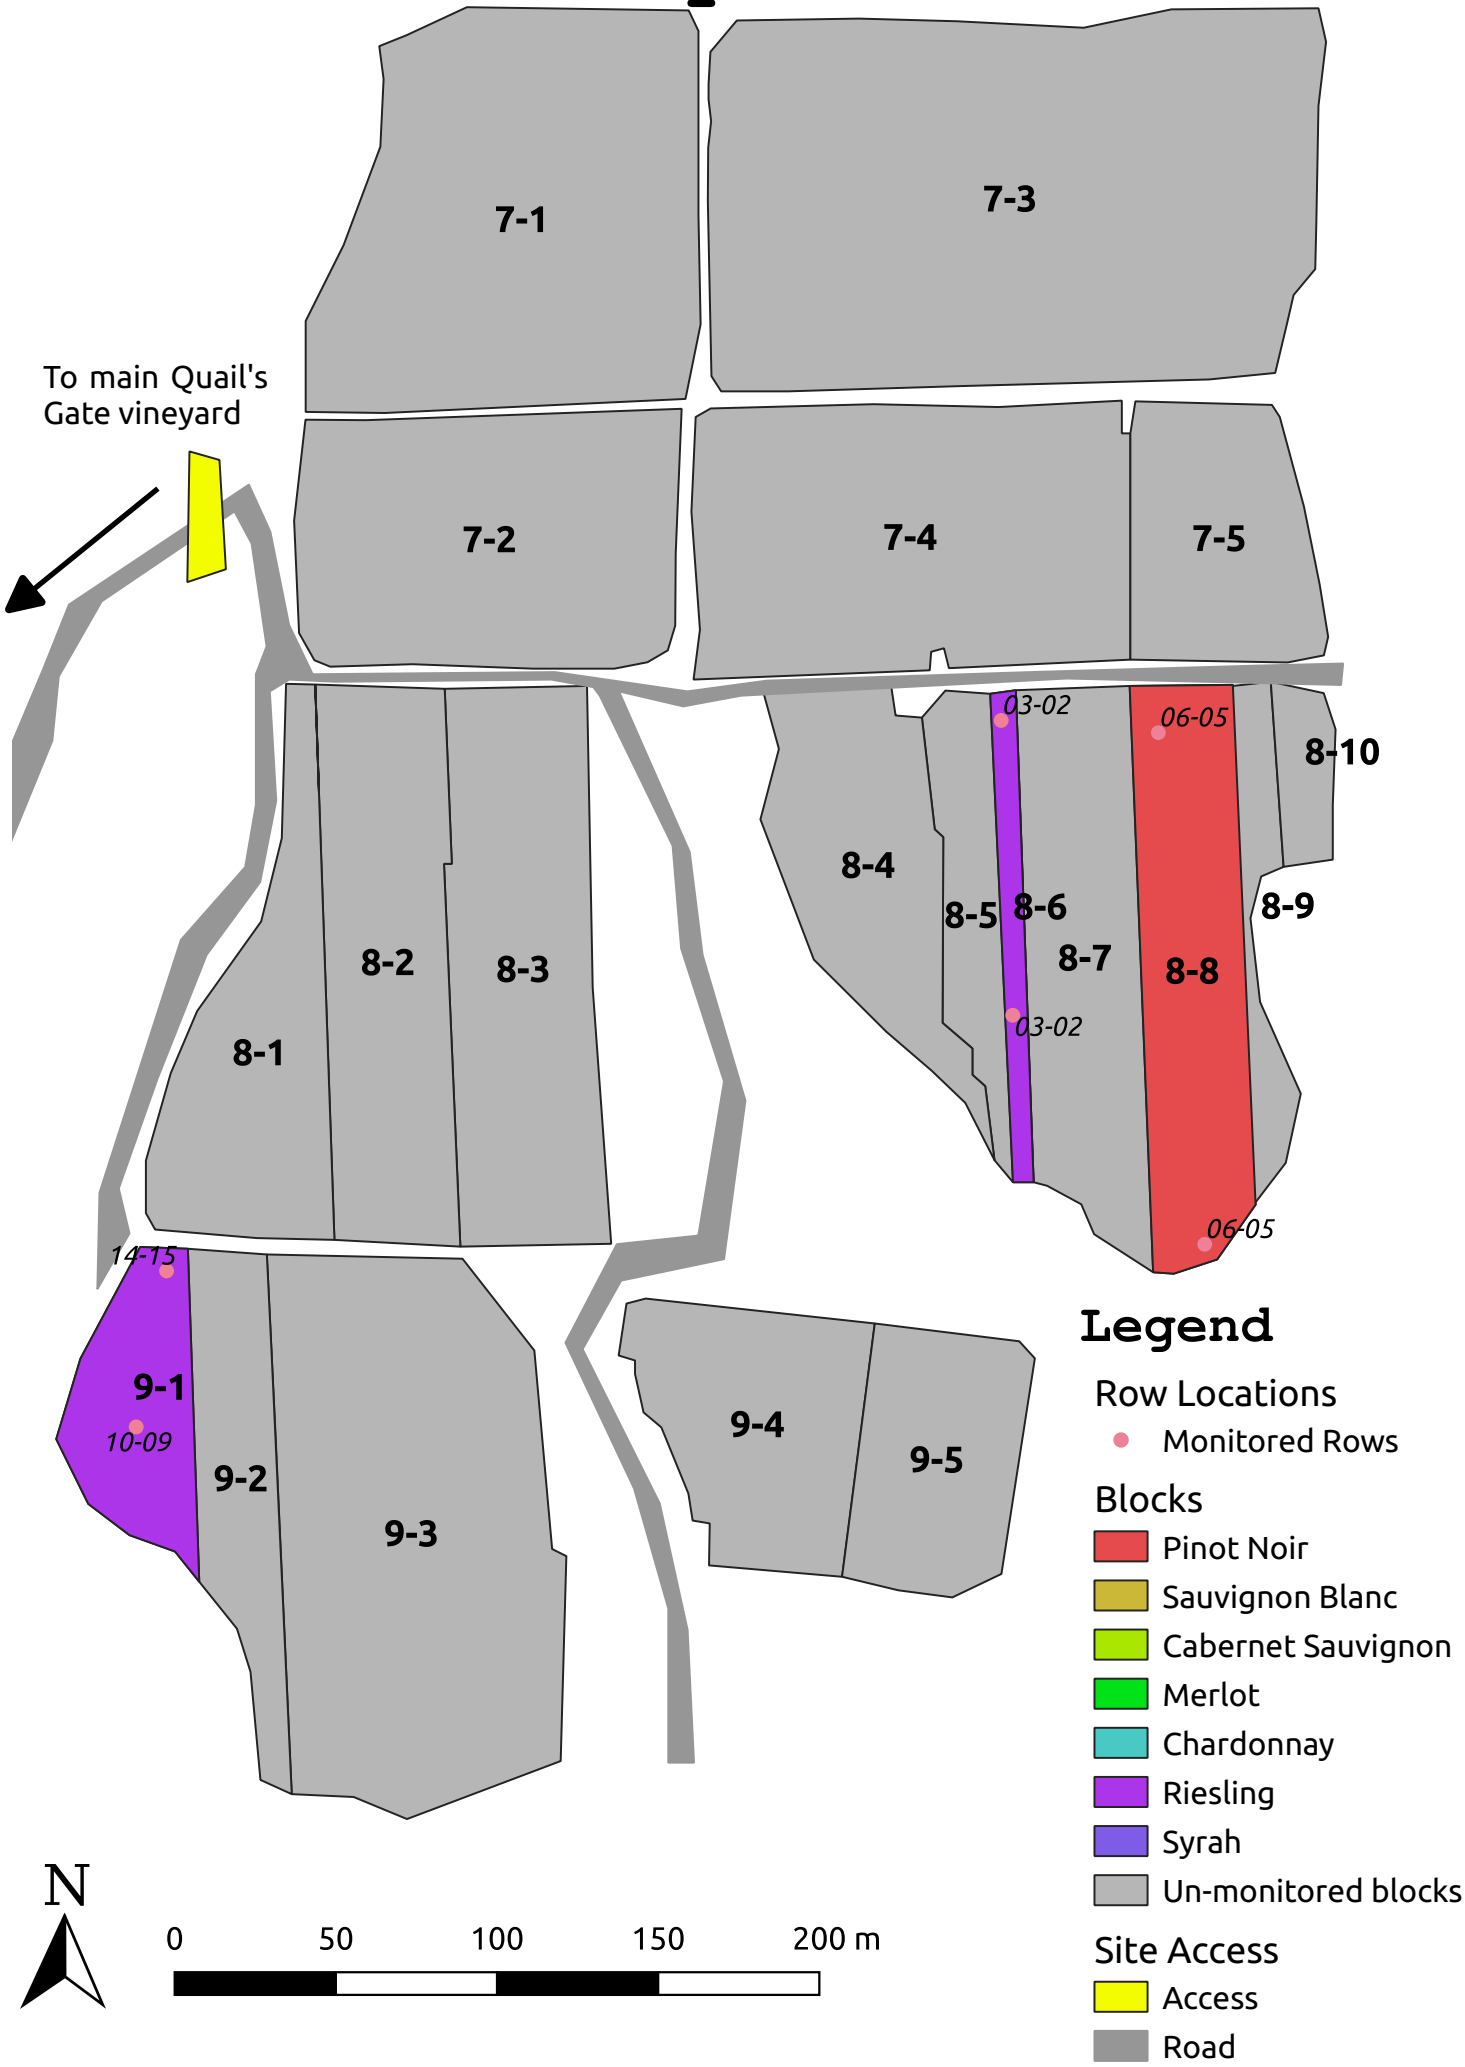 7-1
7-3
To main Quail's
Gate vineyard
7-2
7-4
7-5
03-02
06-05
8-10
8-4
8-5
8-6
8-9
8-7
8-2
8-3
8-8
03-02
8-1
06-05
14-15
9-1
10-09
9-2
9-3
9-4
9-5
Legend
Row Locations
Monitored Rows
Blocks
Pinot Noir
Sauvignon Blanc
Cabernet Sauvignon
Merlot
Chardonnay
Riesling
Syrah
Un-monitored blocks
Site Access
Access
Road
N
0 50 100 150 200 m